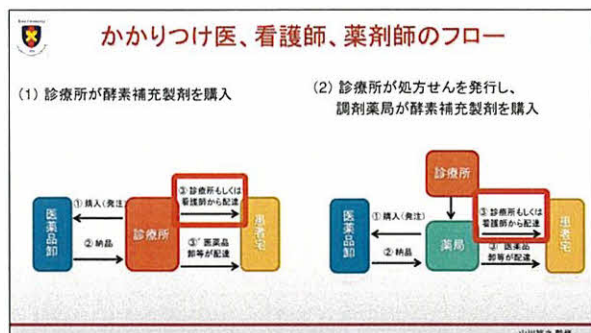 かかりつけ医、看護師、薬剤師のフロー
(1) 診療所が酵素補充製剤を購入
(2) 診療所が処方せんを発行し、
調剤薬局が酵素補充製剤を購入
医薬品卸
①購入(発注)
②納品
診療所
③診療所もしくは
看護師から配達
③’医薬品
卸等が配達
患者宅
診療所
医薬品卸
①購入(発注)
②納品
薬局
③診療所もしくは
看護師から配達
③’医薬品
卸等が配達
患者宅